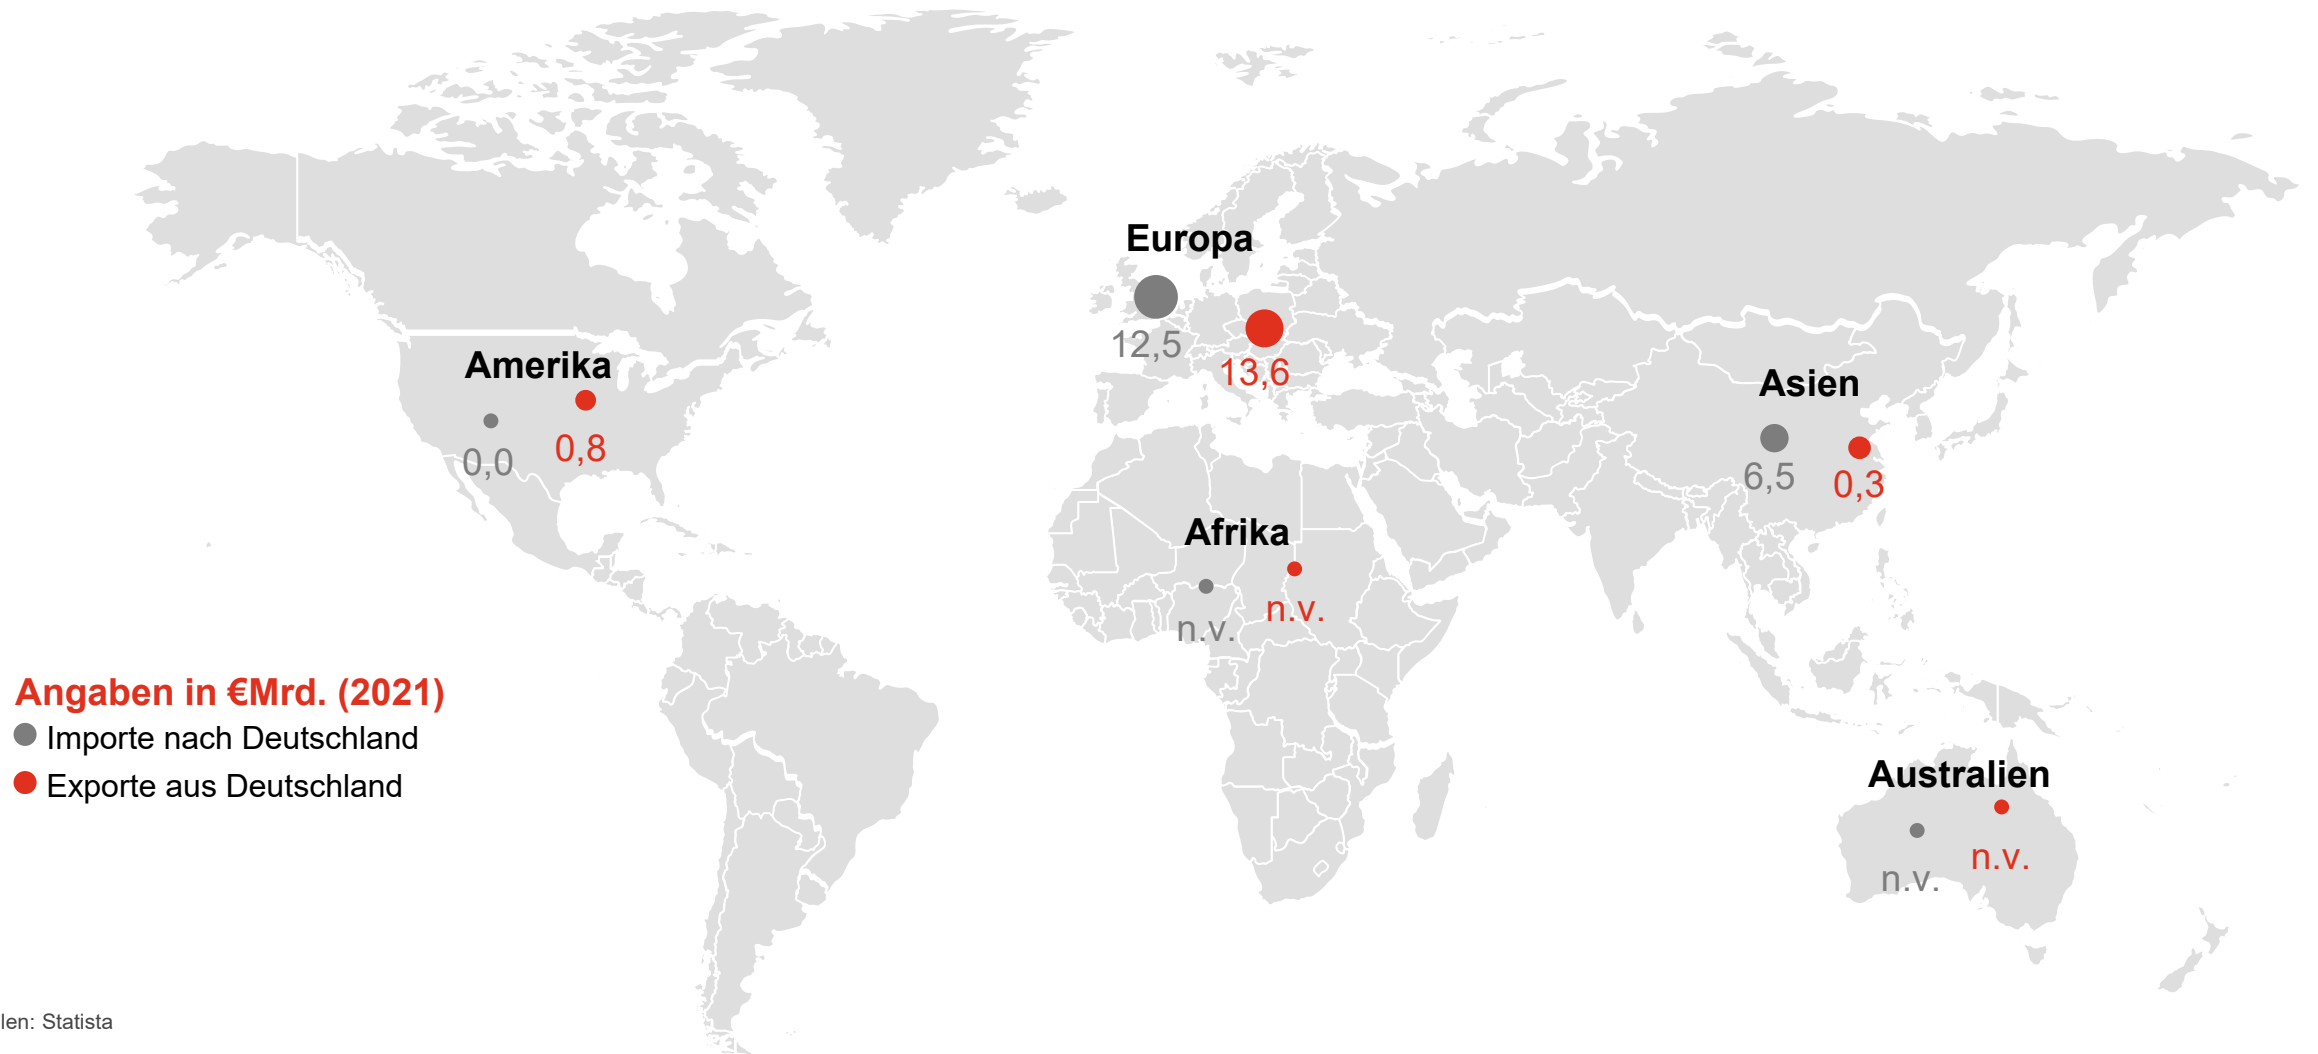 Europa
12,5
13,6
Amerika
0,0
0,8
Asien
6,5
0,3
Afrika
n.v.
n.v.
Angaben in €Mrd. (2021)
Importe nach Deutschland
Exporte aus Deutschland
Australien
n.v.
n.v.
len: Statista